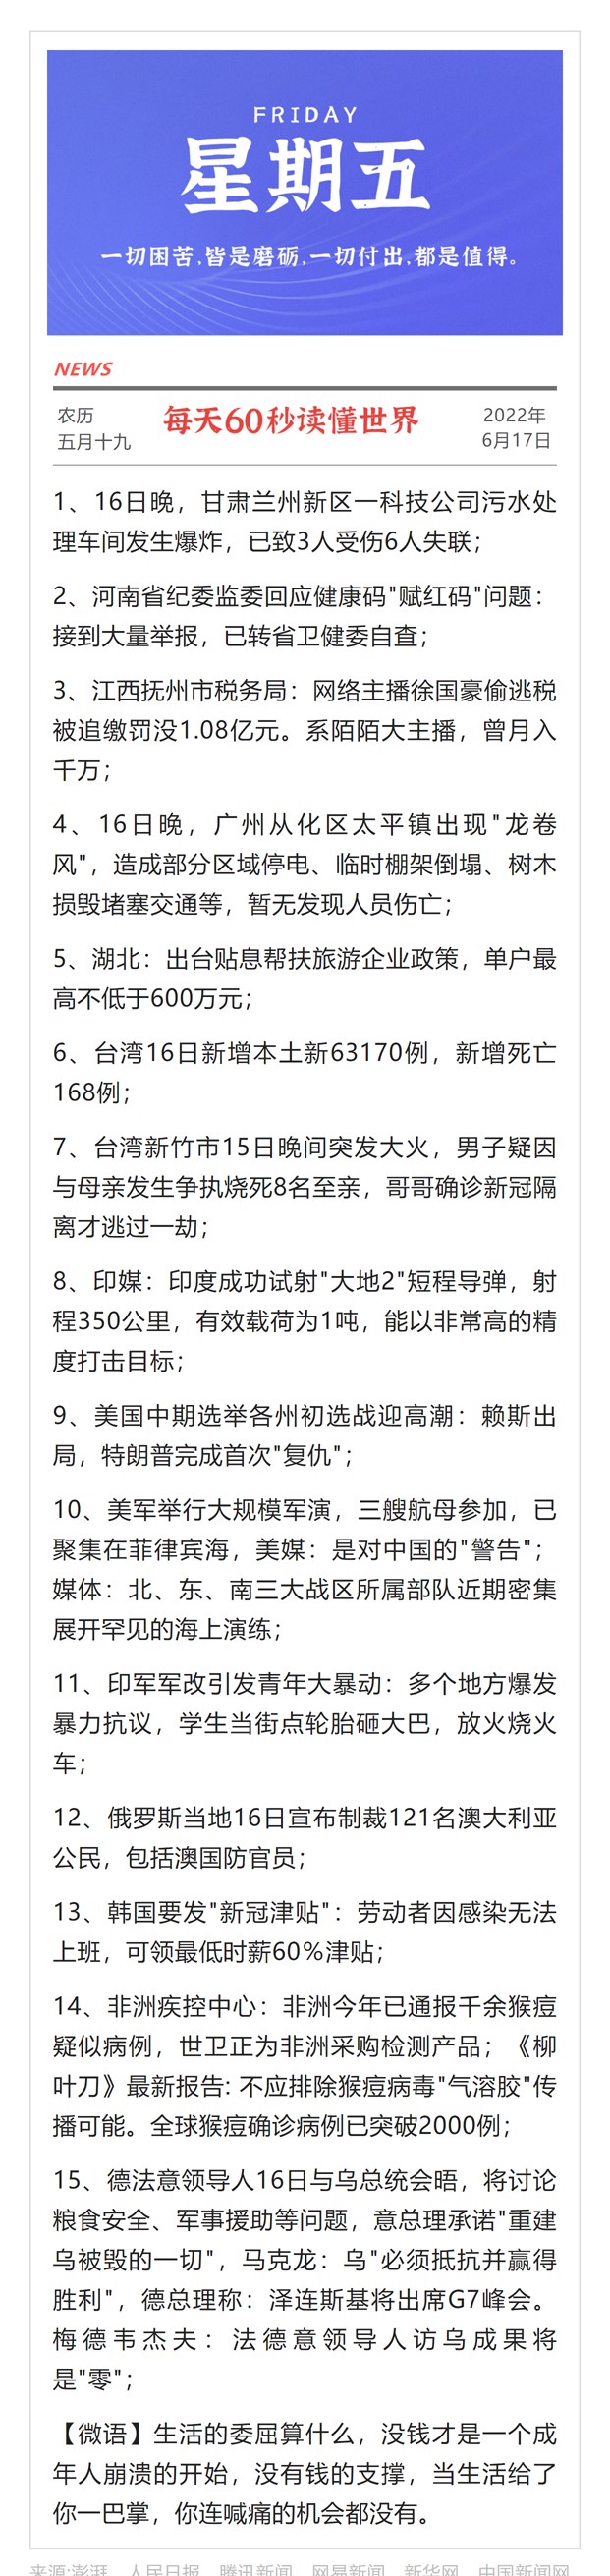 FRIDAY
星期五
一切困苦,皆是磨砺,一切付出,都是值得。
NEWS
农历
五月十九
每天60秒读懂世界
2022年
6月17日
1、16日晚，甘肃兰州新区一科技公司污水处
理车间发生爆炸，已致3人受伤6人失联；
2、河南省纪委监委回应健康码"赋红码"问题：
接到大量举报，已转省卫健委自查；
3、江西抚州市税务局：网络主播徐国豪偷逃税
被追缴罚没1.08亿元。系陌陌大主播，曾月入
千万；
4、16日晚，广州从化区太平镇出现"龙卷
风"，造成部分区域停电、临时棚架倒塌、树木
损毁堵塞交通等，暂无发现人员伤亡；
5、湖北：出台贴息帮扶旅游企业政策，单户最
高不低于600万元；
6、台湾16日新增本土新63170例，新增死亡
168例；
7、台湾新竹市15日晚间突发大火，男子疑因
与母亲发生争执烧死8名至亲，哥哥确诊新冠隔
离才逃过一劫；
8、印媒：印度成功试射"大地2"短程导弹，射
程350公里，有效载荷为1吨，能以非常高的精
度打击目标；
9、美国中期选举各州初选战迎高潮：赖斯出
局，特朗普完成首次"复仇"；
10、美军举行大规模军演，三艘航母参加，已
聚集在菲律宾海，美媒：是对中国的"警告"；
媒体：北、东、南三大战区所属部队近期密集
展开罕见的海上演练；
11、印军军改引发青年大暴动：多个地方爆发
暴力抗议，学生当街点轮胎砸大巴，放火烧火
车；
12、俄罗斯当地16日宣布制裁121名澳大利亚
公民，包括澳国防官员；
13、韩国要发"新冠津贴"：劳动者因感染无法
上班，可领最低时薪60%津贴；
14、非洲疾控中心：非洲今年已通报千余猴痘
疑似病例，世卫正为非洲采购检测产品；《柳
叶刀》最新报告: 不应排除猴痘病毒"气溶胶"传
播可能。全球猴痘确诊病例已突破2000例；
15、德法意领导人16日与乌总统会晤，将讨论
粮食安全、军事援助等问题，意总理承诺"重建
乌被毁的一切"，马克龙：乌"必须抵抗并赢得
胜利"，德总理称：泽连斯基将出席G7峰会。
梅德韦杰夫：法德意领导人访乌成果将
是"零"；
【微语】生活的委屈算什么，没钱才是一个成
年人崩溃的开始，没有钱的支撑，当生活给了
你一巴掌，你连喊痛的机会都没有。
来源:澎湃、人民日报、腾讯新闻、网易新闻、新华网、中国新闻网